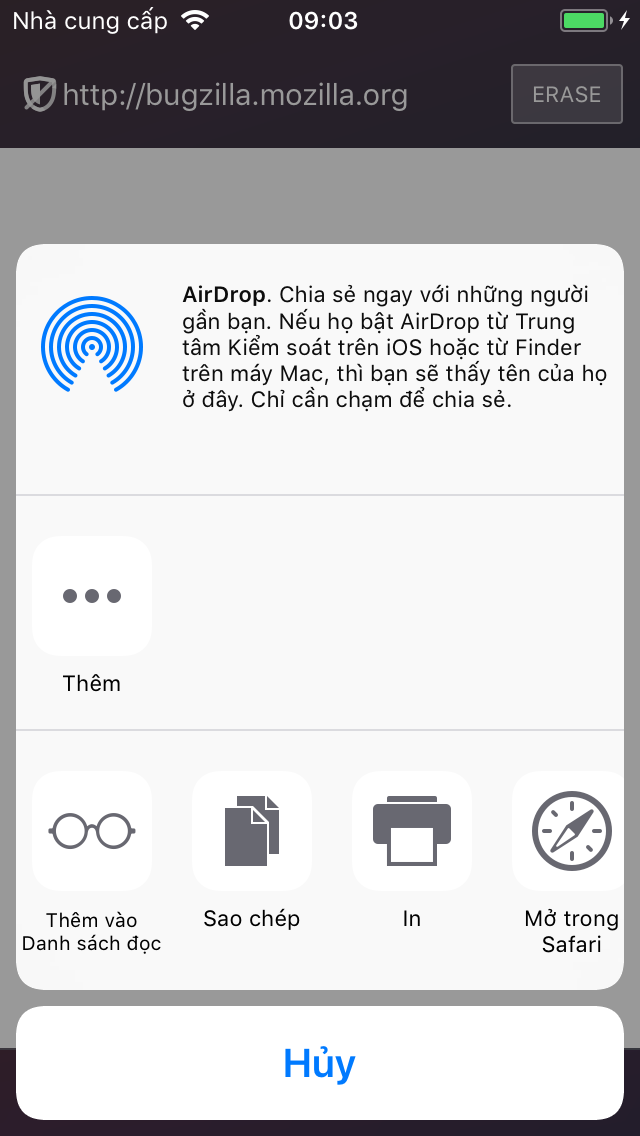 Nhà cung cấp 09:03
http://bugzilla.mozilla.org ERASE
AirDrop. Chia sẻ ngay với những người
gần bạn. Nếu họ bật AirDrop từ Trung
tâm Kiểm soát trên iOS hoặc từ Finder
trên máy Mac, thì bạn sẽ thấy tên của họ
ở đây. Chỉ cần chạm để chia sẻ.
Thêm
Thêm vào
Danh sách đọc
Sao chép
In
Mở trong
Safari
Hủy